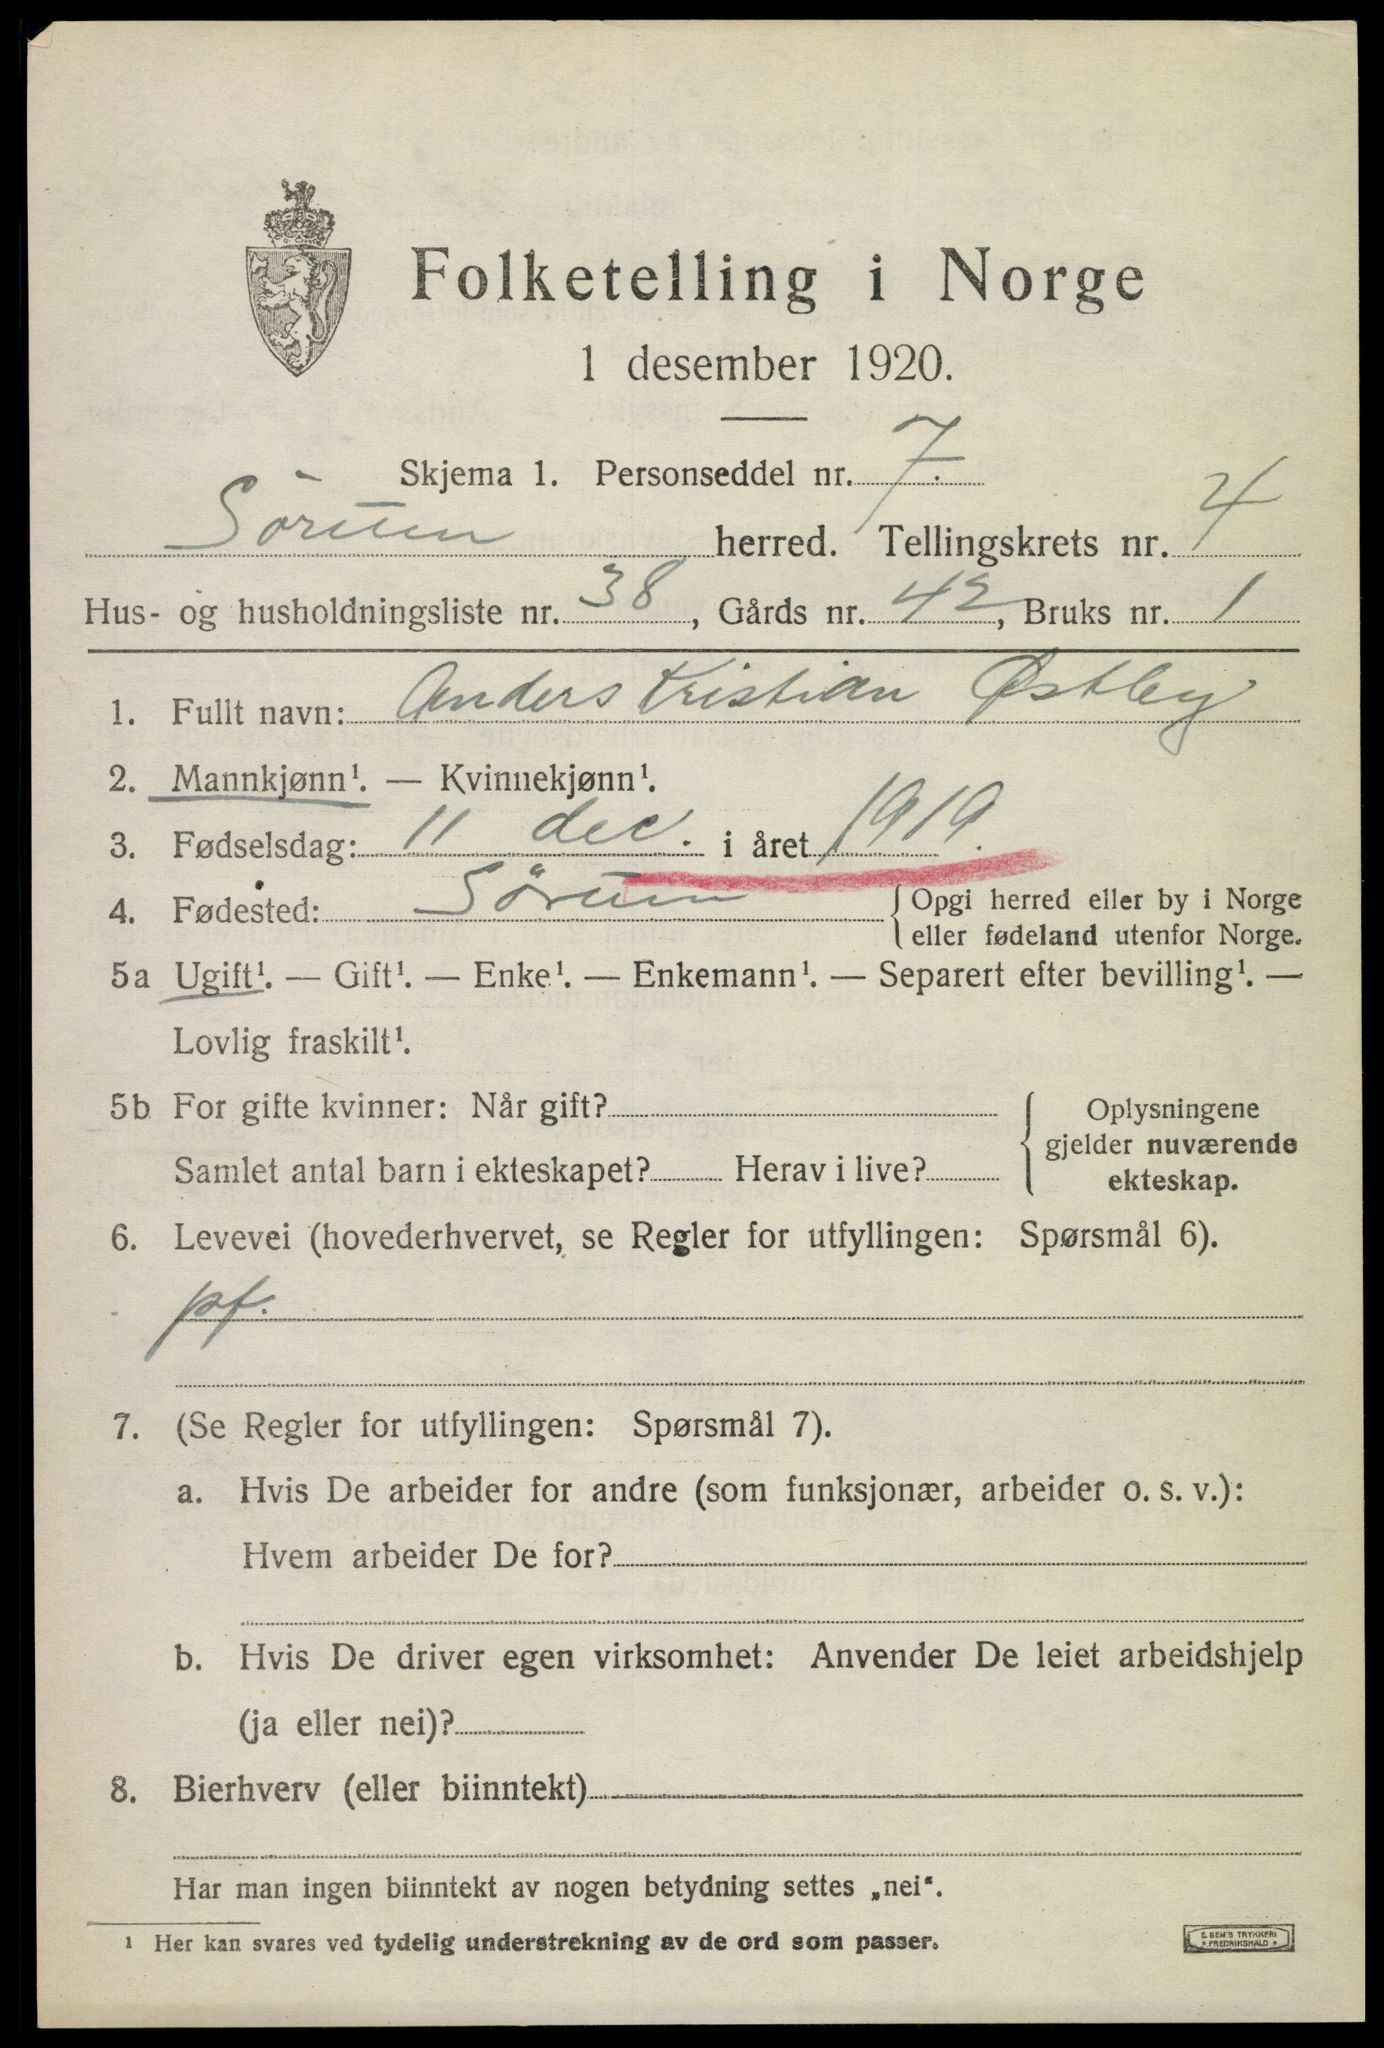 Folketelling i Norge
1 desember 1920.
Skjema 1. Personseddel nr. 7.
Sørum herred. Tellingskrets nr. 4
Hus- og husholdningsliste nr. 38, Gårds nr. 42, Bruks nr. 1
1. Fullt navn: Anders Kristian Østby
2. Mannkjønn¹. — Kvinnekjønn¹.
3. Fødselsdag: 11 dec. i året 1919.
4. Fødested: Sørum { Opgi herred eller by i Norge
eller fødeland utenfor Norge.
5a Ugift¹. — Gift¹. — Enke¹. — Enkemann¹. — Separert efter bevilling¹. —
Lovlig fraskilt¹.
5b For gifte kvinner: Når gift? { Oplysningene
gjelder nuværende
Samlet antal barn i ekteskapet? Herav i live? ekteskap.
6. Levevei (hovederhvervet, se Regler for utfyllingen: Spørsmål 6).
pf.
7. (Se Regler for utfyllingen: Spørsmål 7).
a. Hvis De arbeider for andre (som funksjonær, arbeider o. s. v.):
Hvem arbeider De for?
b. Hvis De driver egen virksomhet: Anvender De leiet arbeidshjelp
(ja eller nei)?
8. Bierhverv (eller biinntekt)
Har man ingen biinntekt av nogen betydning settes „nei“.
¹ Her kan svares ved tydelig understrekning av de ord som passer.
E. SEM'S TRYKKERI
FREDRIKSHALD